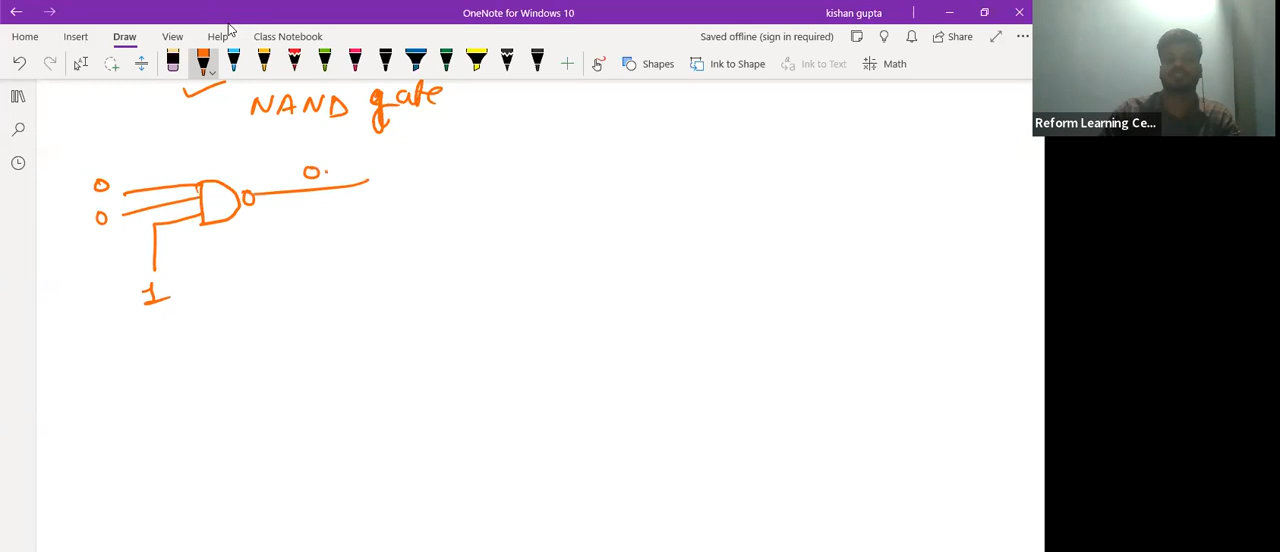 OneNote for Windows 10
kishan gupta
Home Insert Draw View Help Class Notebook
Saved offline (sign in required)
Share
Shapes
Ink to Shape
Ink to Text
Math
Reform Learning Ce...
NAND gate
0
0.
0
1